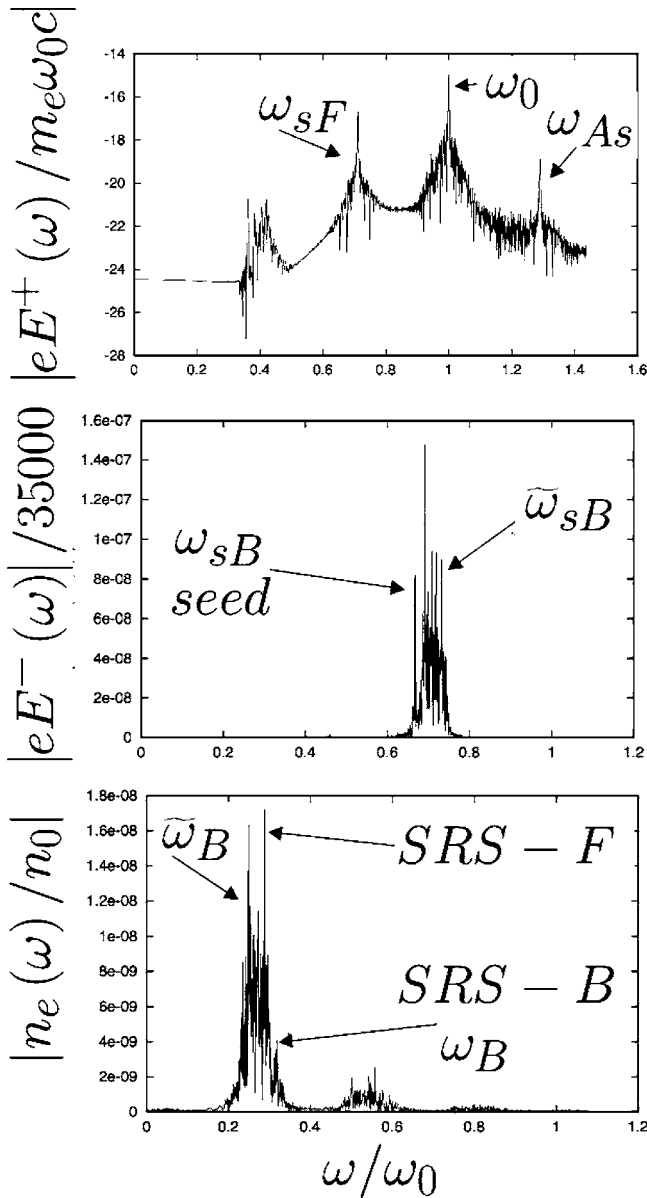 |eE⁺(ω)/mₑω₀c|
-14
-16
-18
-20
-22
-24
-26
-28
ω_sF
ω₀
ω_As
0 0.2 0.4 0.6 0.8 1 1.2 1.4 1.6
|eE⁻(ω)|/35000
1.6e-07
1.4e-07
1.2e-07
1e-07
8e-08
6e-08
4e-08
2e-08
0
ω_sB
seed
ω̃_sB
0 0.2 0.4 0.6 0.8 1 1.2
|nₑ(ω)/n₀|
1.8e-08
1.6e-08
1.4e-08
1.2e-08
1e-08
8e-09
6e-09
4e-09
2e-09
0
ω̃_B
SRS − F
SRS − B
ω_B
0 0.2 0.4 0.6 0.8 1 1.2
ω/ω₀